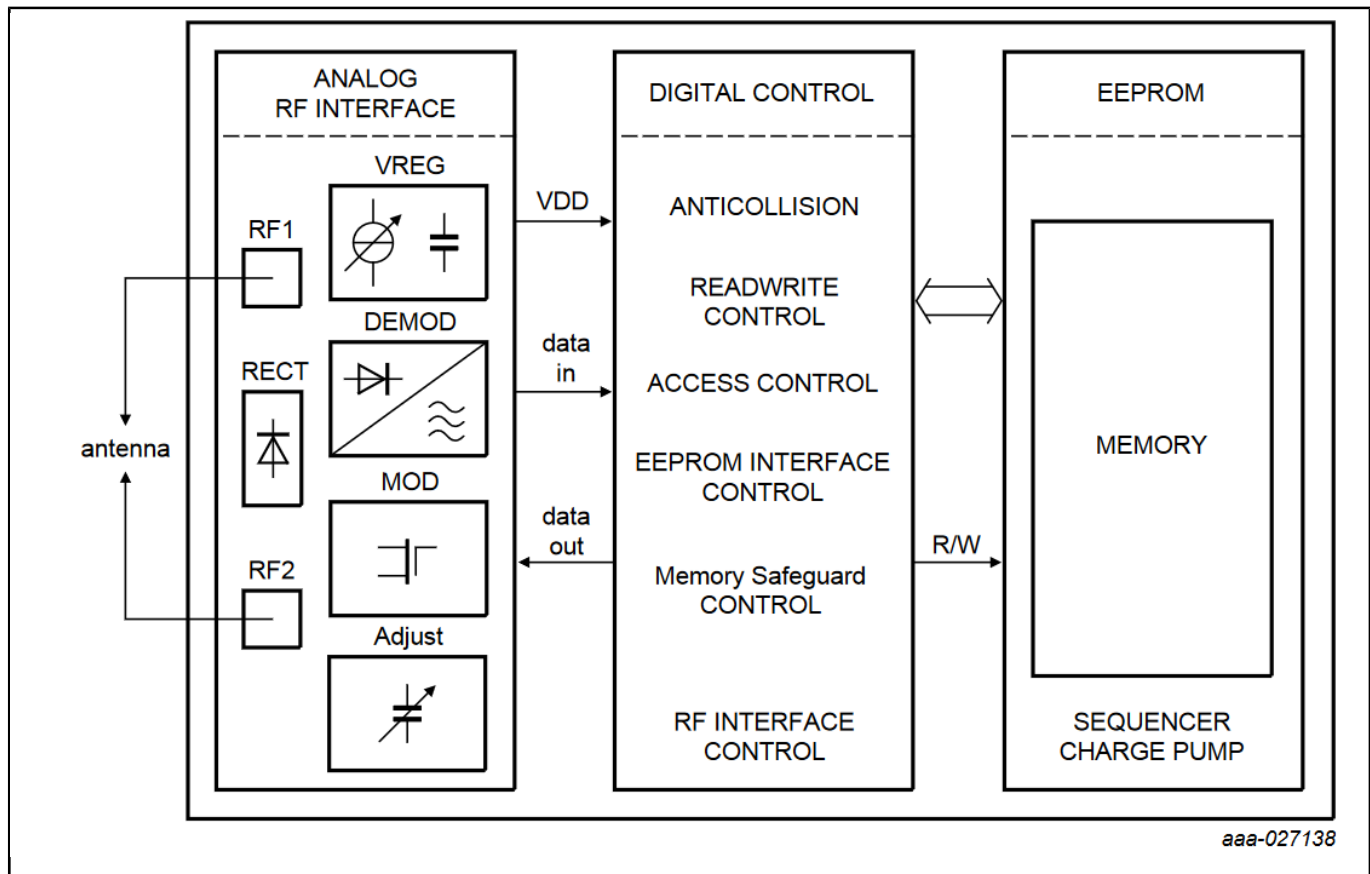 ANALOG
RF INTERFACE
VREG
RF1
DEMOD
RECT
antenna
MOD
RF2
Adjust
VDD
data
in
data
out
DIGITAL CONTROL
ANTICOLLISION
READWRITE
CONTROL
ACCESS CONTROL
EEPROM INTERFACE
CONTROL
Memory Safeguard
CONTROL
RF INTERFACE
CONTROL
R/W
EEPROM
MEMORY
SEQUENCER
CHARGE PUMP
aaa-027138